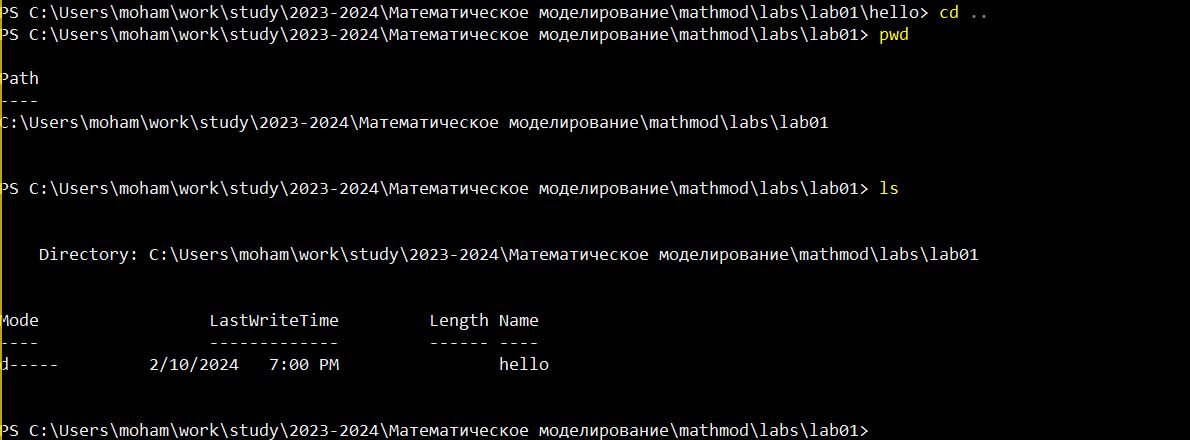 PS C:\Users\moham\work\study\2023-2024\Математическое моделирование\mathmod\labs\lab01\hello> cd ..
PS C:\Users\moham\work\study\2023-2024\Математическое моделирование\mathmod\labs\lab01> pwd
Path
----
C:\Users\moham\work\study\2023-2024\Математическое моделирование\mathmod\labs\lab01
PS C:\Users\moham\work\study\2023-2024\Математическое моделирование\mathmod\labs\lab01> ls
    Directory: C:\Users\moham\work\study\2023-2024\Математическое моделирование\mathmod\labs\lab01
Mode                 LastWriteTime         Length Name
----                 -------------         ------ ----
d-----         2/10/2024   7:00 PM                hello
PS C:\Users\moham\work\study\2023-2024\Математическое моделирование\mathmod\labs\lab01>